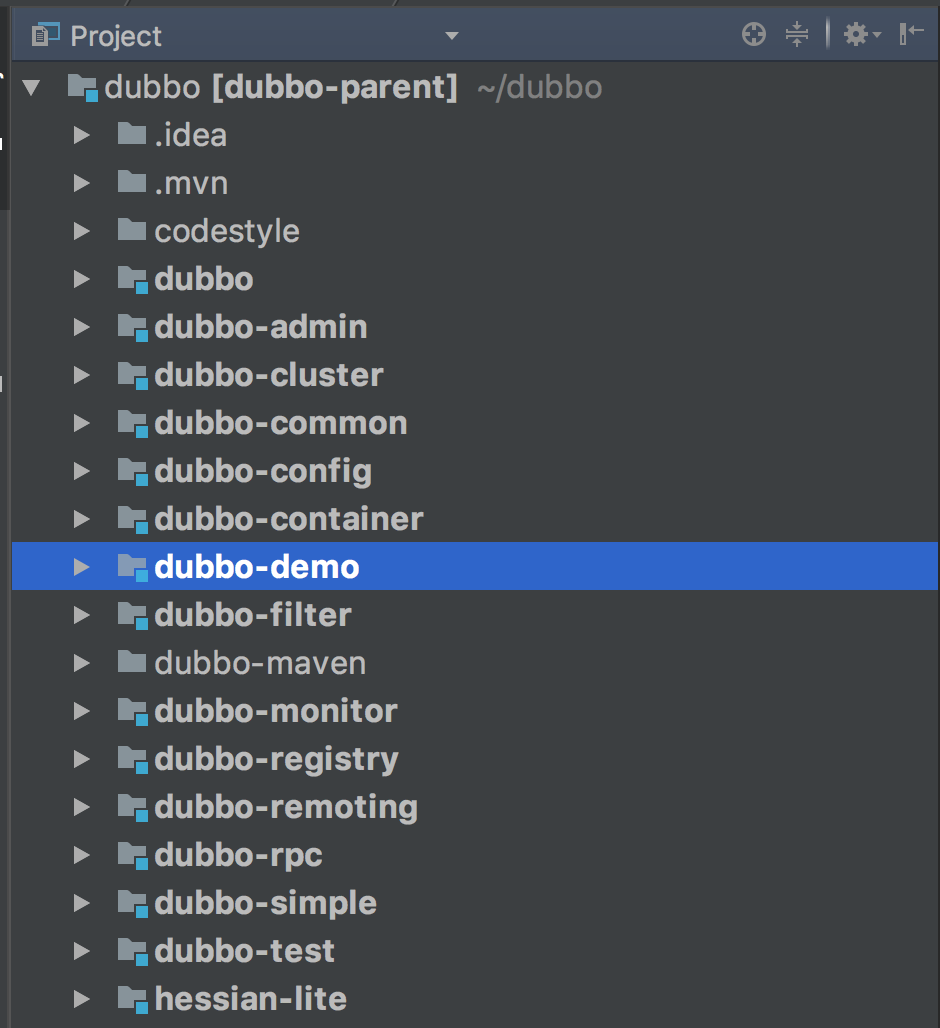 Project
dubbo [dubbo-parent] ~/dubbo
.idea
.mvn
codestyle
dubbo
dubbo-admin
dubbo-cluster
dubbo-common
dubbo-config
dubbo-container
dubbo-demo
dubbo-filter
dubbo-maven
dubbo-monitor
dubbo-registry
dubbo-remoting
dubbo-rpc
dubbo-simple
dubbo-test
hessian-lite